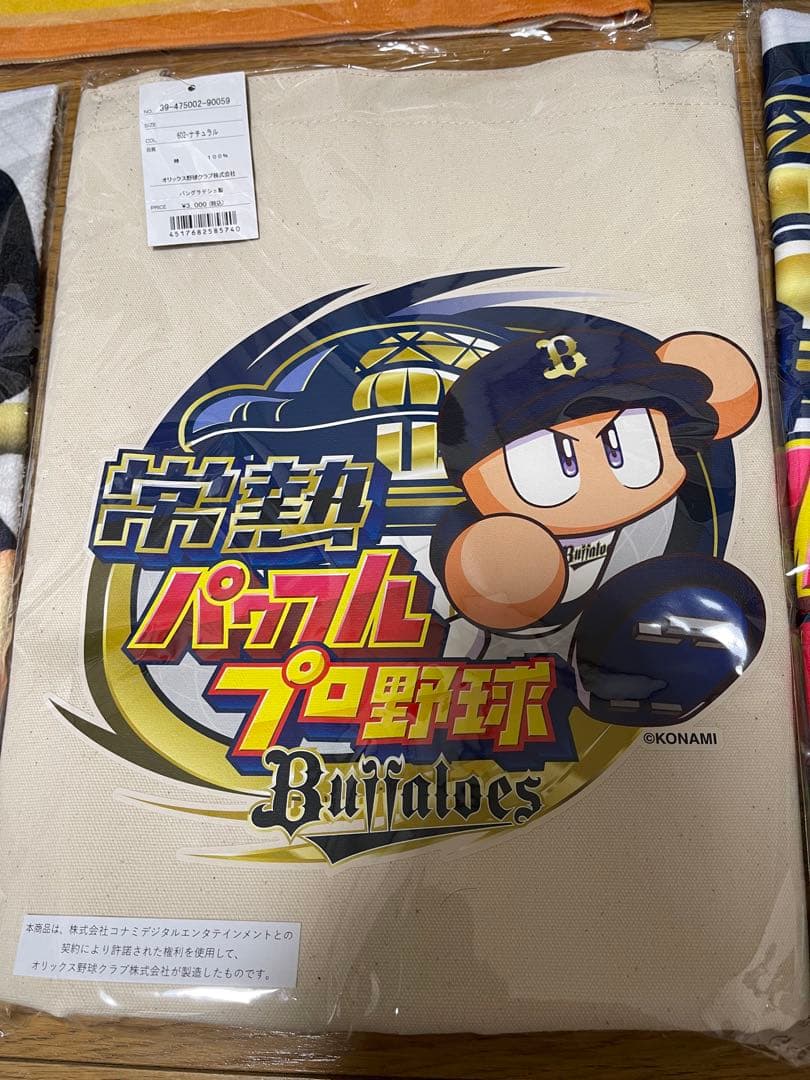 NO. 39-475002-90059
SIZE
COL. 602-ナチュラル
品質
綿 100%
オリックス野球クラブ株式会社
バングラデシュ製
PRICE ¥3,000(税込)
4517682585740
B
常熱
パワフル
プロ野球
Buffaloes
Buffaloe
©KONAMI
本商品は、株式会社コナミデジタルエンタテインメントとの
契約により許諾された権利を使用して、
オリックス野球クラブ株式会社が製造したものです。